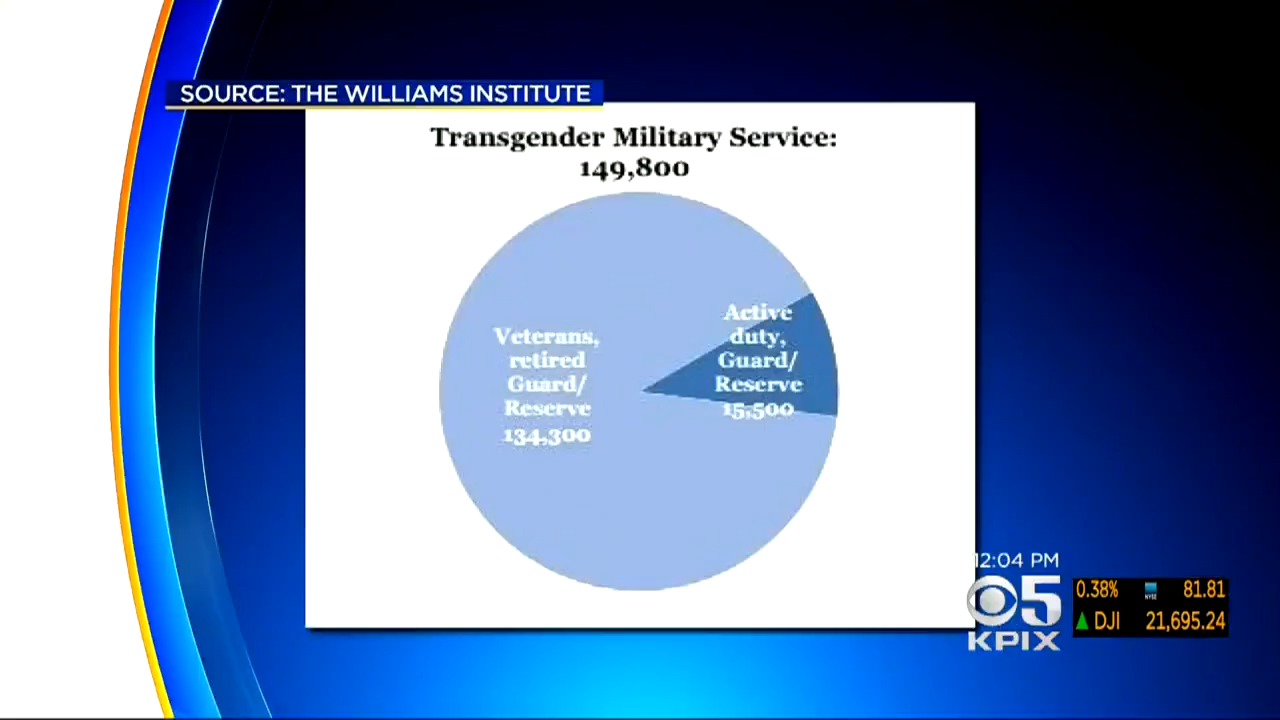 SOURCE: THE WILLIAMS INSTITUTE
Transgender Military Service:
149,800
Veterans,
retired
Guard/
Reserve
134,300
Active
duty,
Guard/
Reserve
15,500
12:04 PM
5
KPIX
0.38% NYSE 81.81
DJI 21,695.24